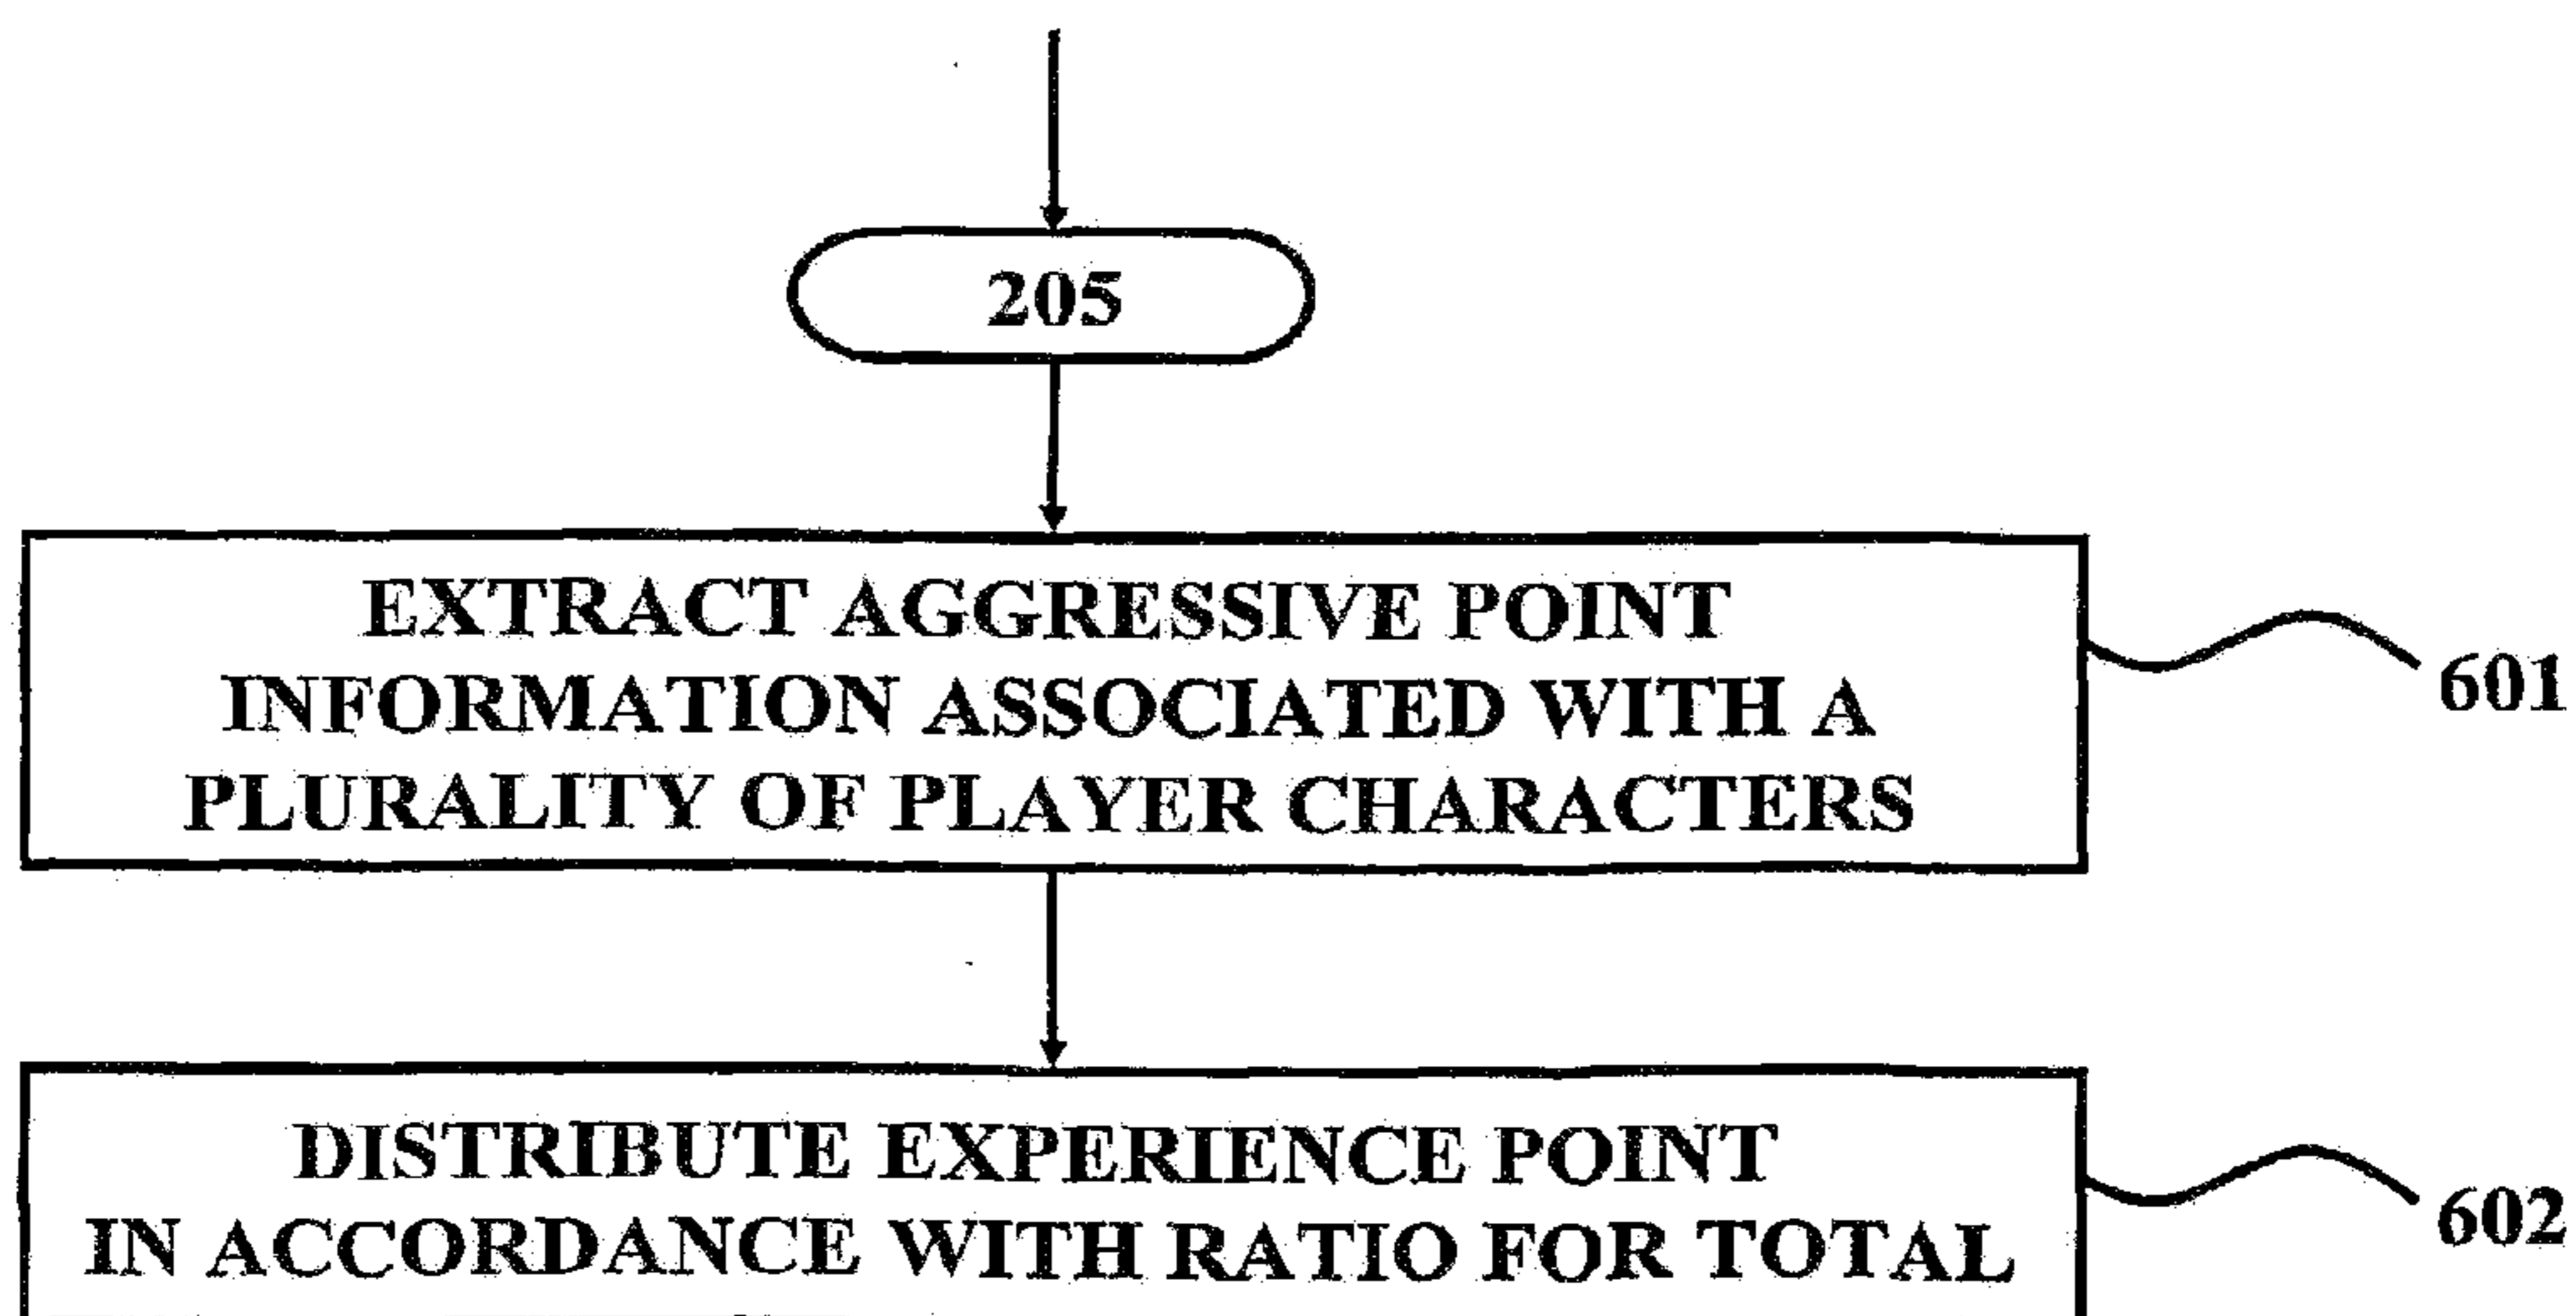 205
EXTRACT AGGRESSIVE POINT
INFORMATION ASSOCIATED WITH A
PLURALITY OF PLAYER CHARACTERS
601
DISTRIBUTE EXPERIENCE POINT
IN ACCORDANCE WITH RATIO FOR TOTAL
602